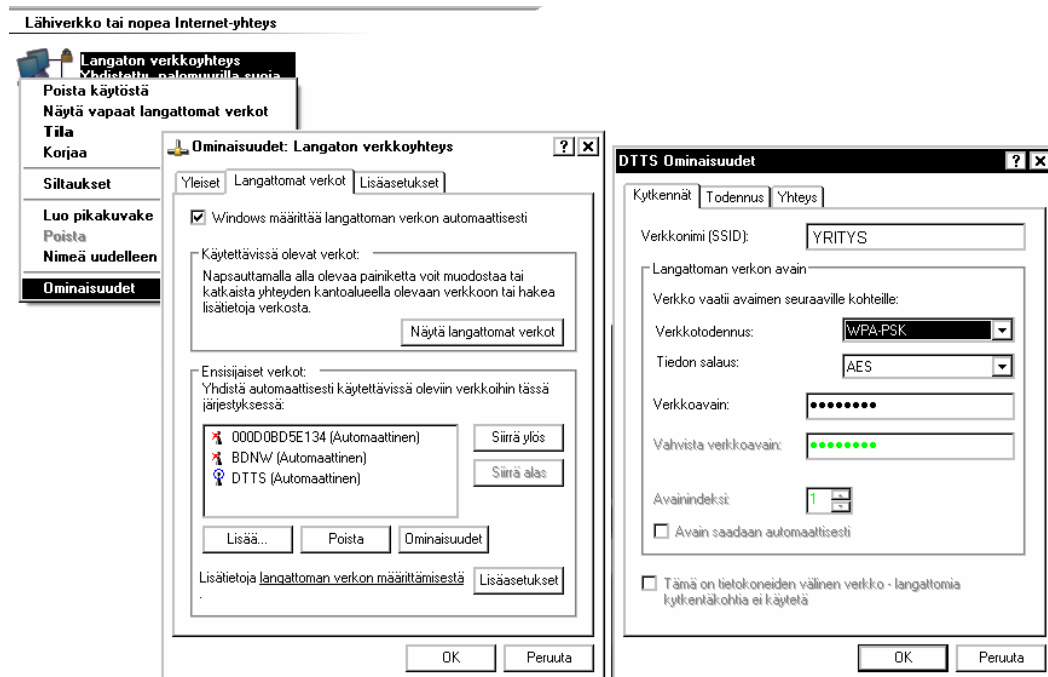 Lähiverkko tai nopea Internet-yhteys
Langaton verkkoyhteys
Yhdistetty, palomuurilla suoja
Poista käytöstä
Näytä vapaat langattomat verkot
Tila
Korjaa
Siltaukset
Luo pikakuvake
Poista
Nimeä uudelleen
Ominaisuudet
Ominaisuudet: Langaton verkkoyhteys
Yleiset Langattomat verkot Lisäasetukset
Windows määrittää langattoman verkon automaattisesti
Käytettävissä olevat verkot:
Napsauttamalla alla olevaa painiketta voit muodostaa tai
katkaista yhteyden kantoalueella olevaan verkkoon tai hakea
lisätietoja verkosta.
Näytä langattomat verkot
Ensisijaiset verkot:
Yhdistä automaattisesti käytettävissä oleviin verkkoihin tässä
järjestyksessä:
000D0BD5E134 (Automaattinen)
BDNW (Automaattinen)
DTTS (Automaattinen)
Siirrä ylös
Siirrä alas
Lisää... Poista Ominaisuudet
Lisätietoja langattoman verkon määrittämisestä
.
Lisäasetukset
OK Peruuta
DTTS Ominaisuudet
Kytkennät Todennus Yhteys
Verkkonimi (SSID): YRITYS
Langattoman verkon avain
Verkko vaatii avaimen seuraaville kohteille:
Verkkotodennus: WPA-PSK
Tiedon salaus: AES
Verkkoavain: ••••••••
Vahvista verkkoavain: ••••••••
Avainindeksi: 1
Avain saadaan automaattisesti
Tämä on tietokoneiden välinen verkko - langattomia
kytkentäkohtia ei käytetä
OK Peruuta